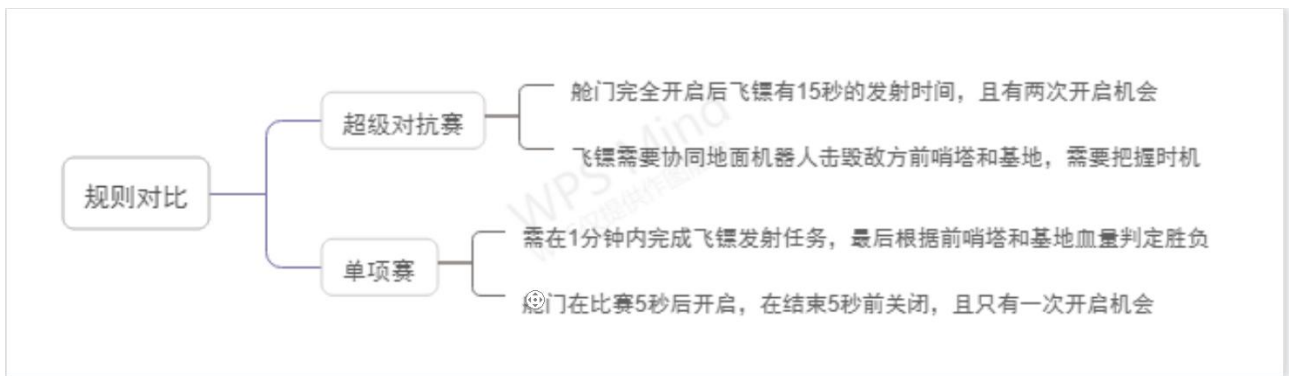 规则对比
超级对抗赛
舱门完全开启后飞镖有15秒的发射时间，且有两次开启机会
飞镖需要协同地面机器人击毁敌方前哨塔和基地，需要把握时机
单项赛
需在1分钟内完成飞镖发射任务，最后根据前哨塔和基地血量判定胜负
舱门在比赛5秒后开启，在结束5秒前关闭，且只有一次开启机会
WPS Mind